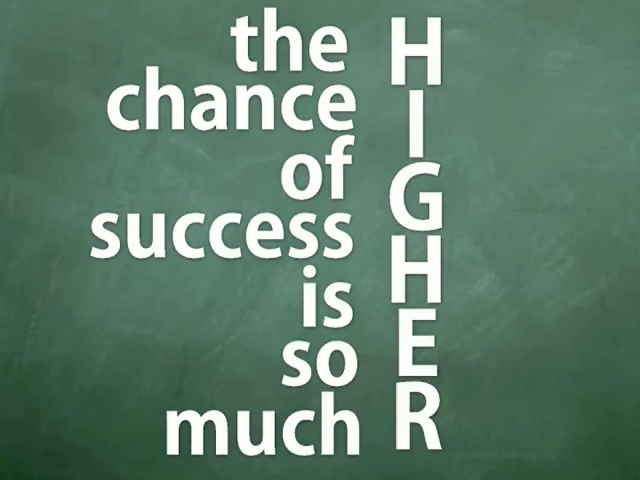 the
chance
of
success
is
so
much
HIGHER